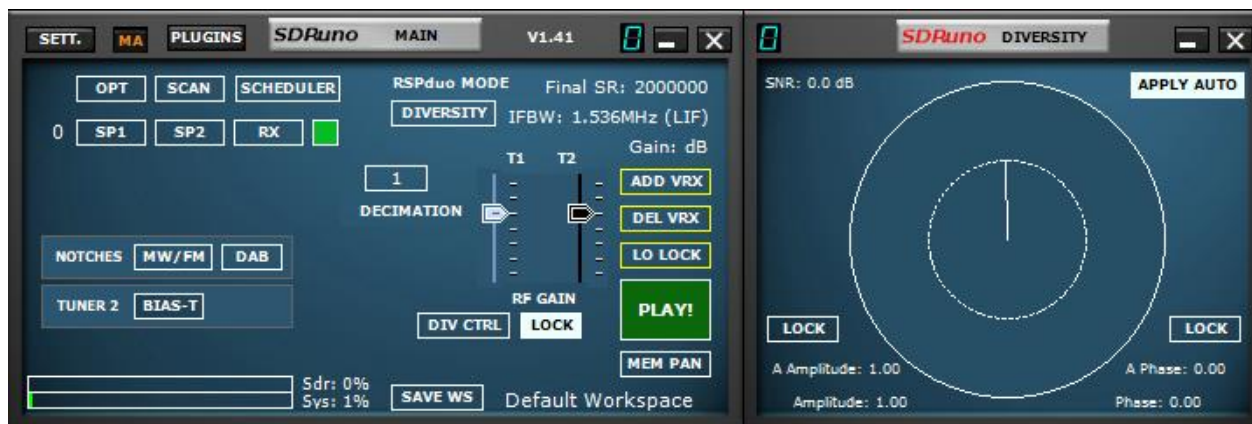 SETT. MA PLUGINS SDRuno MAIN V1.41 0
OPT SCAN SCHEDULER
RSPduo MODE Final SR: 2000000
DIVERSITY IFBW: 1.536MHz (LIF)
0 SP1 SP2 RX
Gain: dB
T1 T2
1
DECIMATION
ADD VRX
DEL VRX
LO LOCK
NOTCHES MW/FM DAB
TUNER 2 BIAS-T
RF GAIN
DIV CTRL LOCK
PLAY!
MEM PAN
Sdr: 0%
Sys: 1%
SAVE WS Default Workspace
0 SDRuno DIVERSITY
SNR: 0.0 dB APPLY AUTO
LOCK LOCK
A Amplitude: 1.00 A Phase: 0.00
Amplitude: 1.00 Phase: 0.00